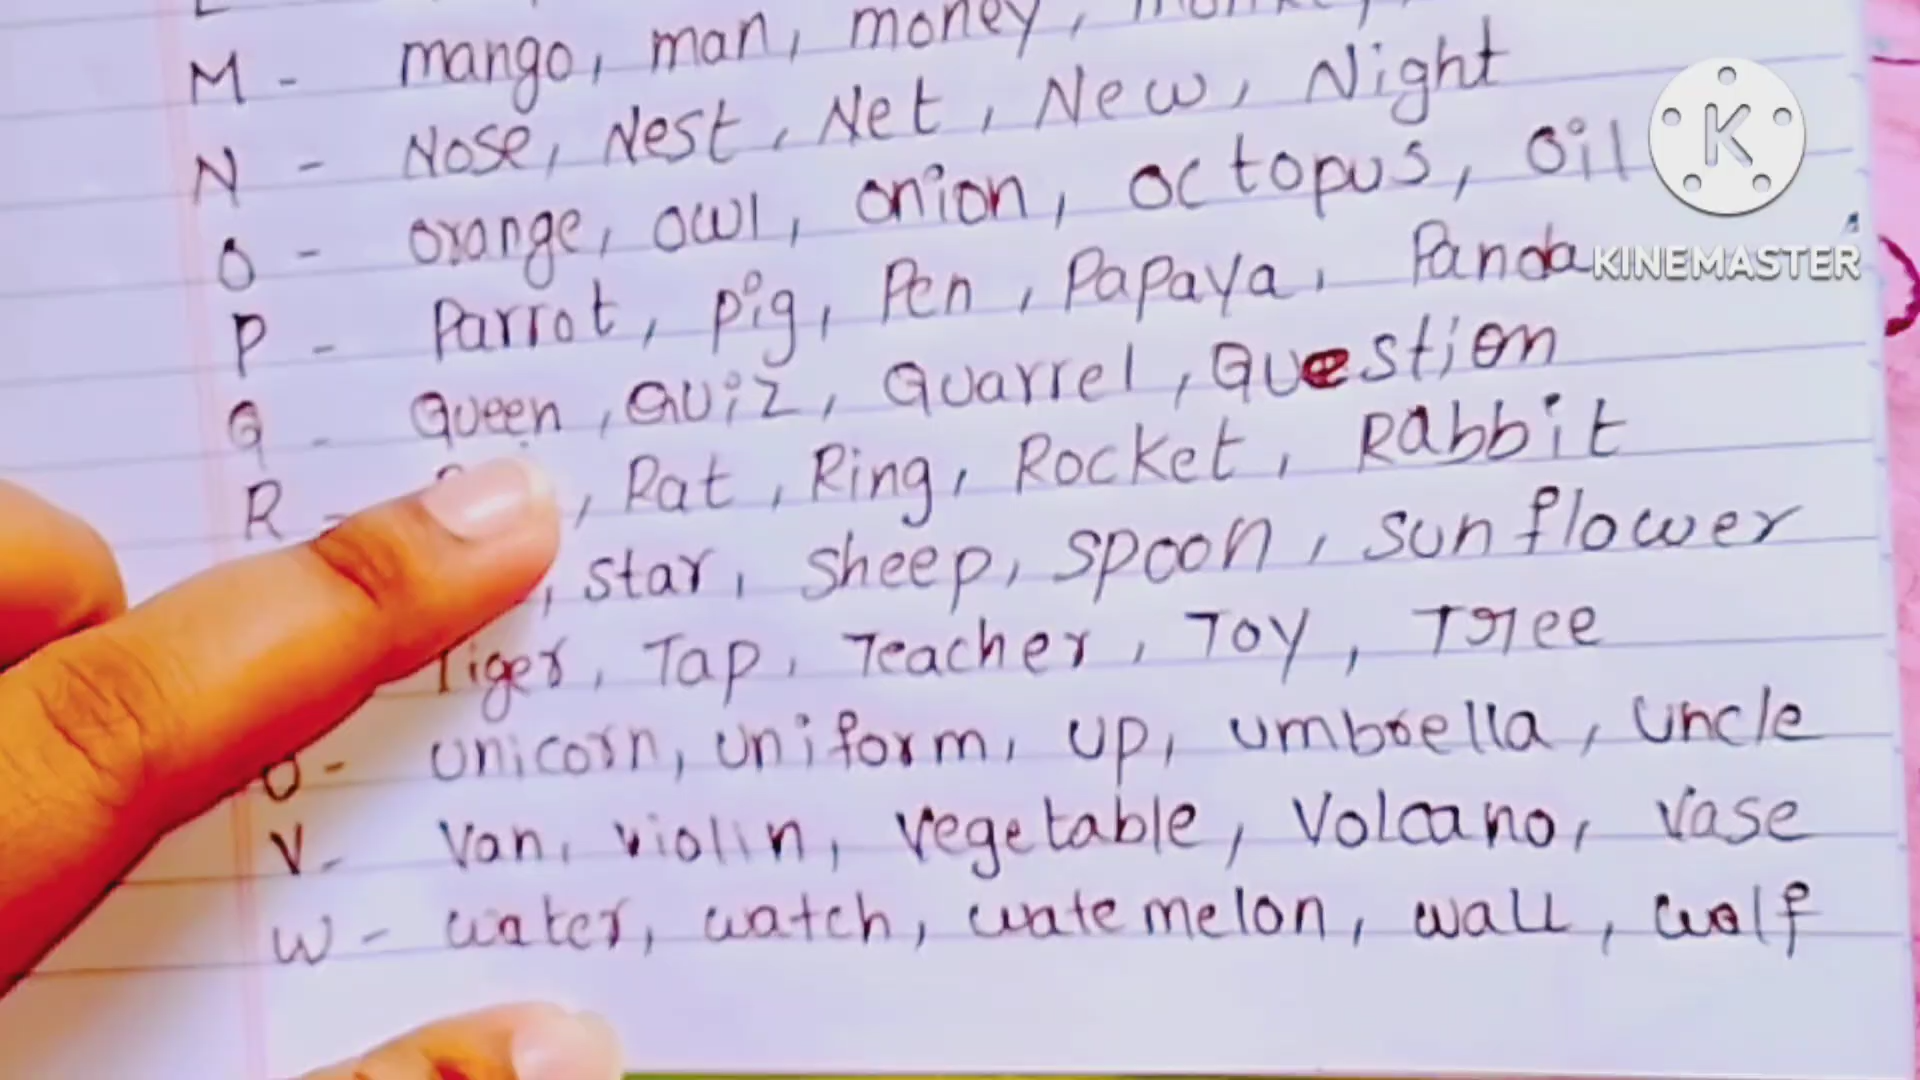 M - mango, man, money, monkey,
N - Nose, Nest, Net, New, Night
O - orange, owl, onion, octopus, oil
P - Parrot, pig, Pen, Papaya, Panda
Q - Queen, Quiz, Quarrel, Question
R - , Rat, Ring, Rocket, Rabbit
, star, sheep, spoon, sunflower
Tiger, Tap, Teacher, Toy, Tree
U - unicorn, uniform, up, umbrella, uncle
V - Van, violin, vegetable, Volcano, Vase
W - water, watch, watemelon, wall, wolf
K
KINEMASTER